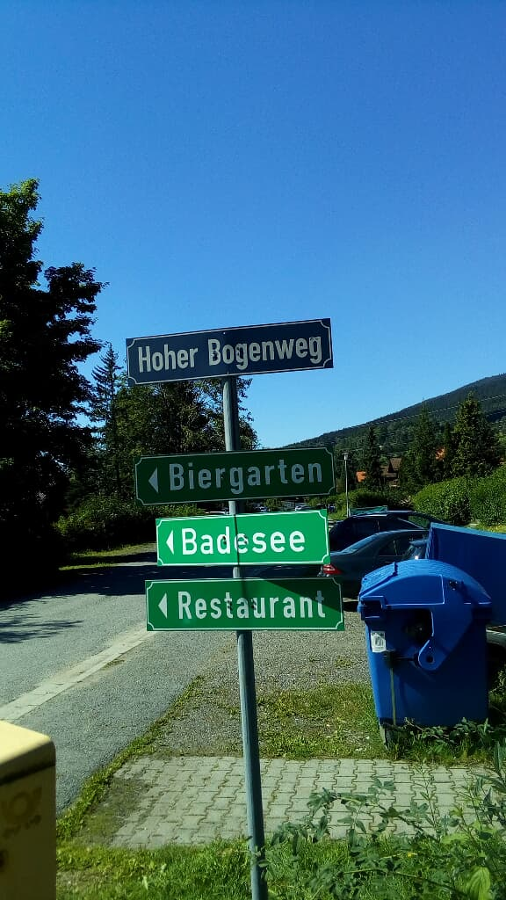 Hoher Bogenweg
Biergarten
Badesee
Restaurant